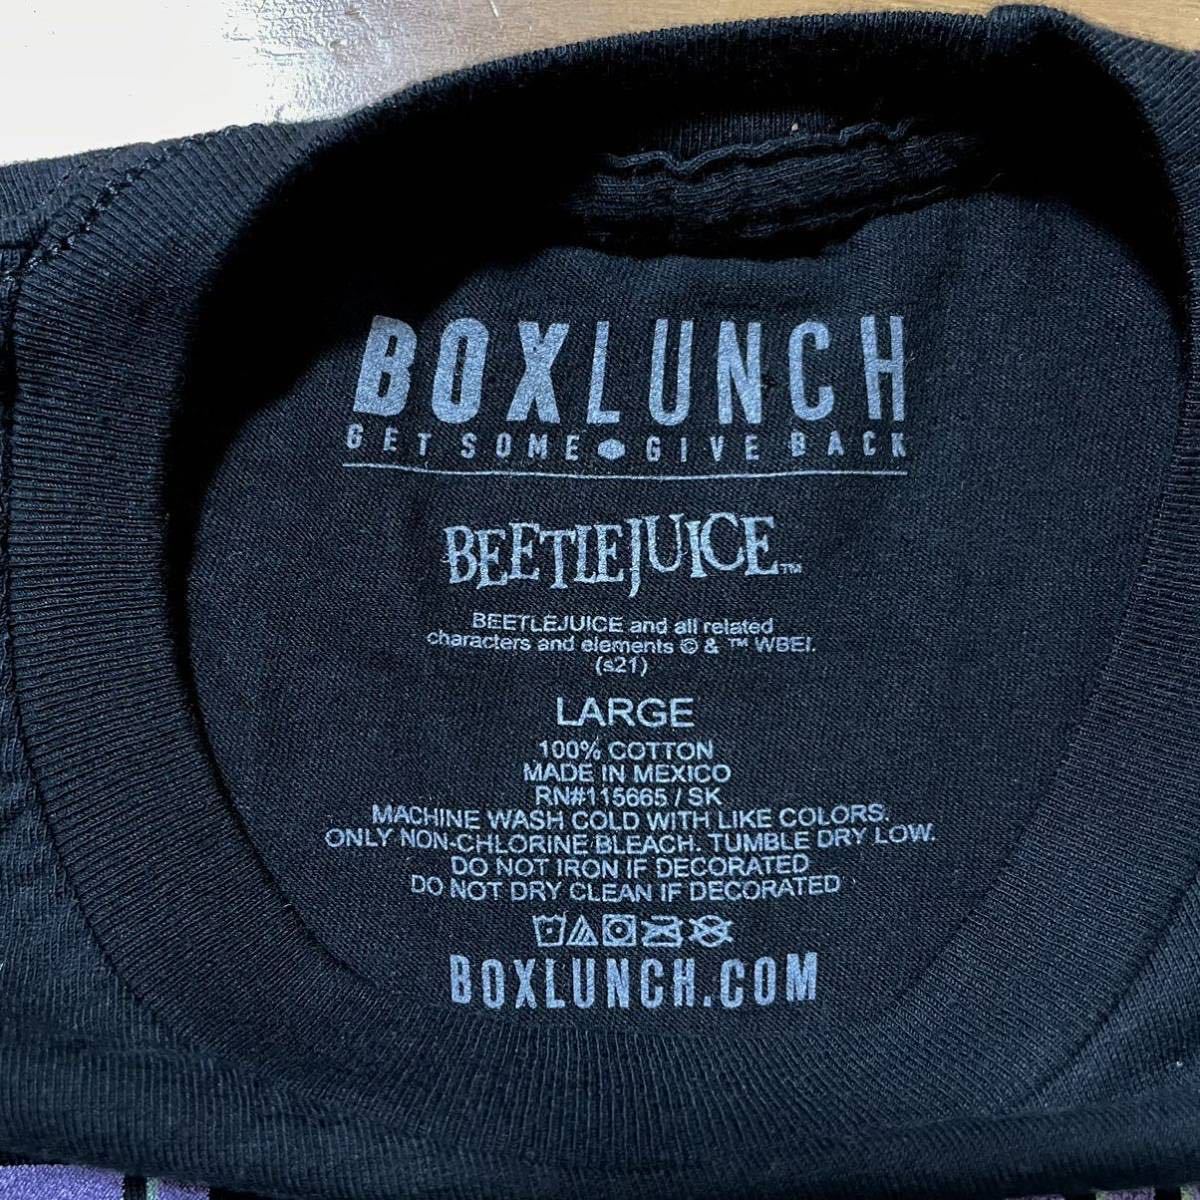 BOXLUNCH
GET SOME GIVE BACK
BEETLEJUICE™
BEETLEJUICE and all related
characters and elements © & ™ WBEI.
(s21)
LARGE
100% COTTON
MADE IN MEXICO
RN#115665 / SK
MACHINE WASH COLD WITH LIKE COLORS.
ONLY NON-CHLORINE BLEACH. TUMBLE DRY LOW.
DO NOT IRON IF DECORATED
DO NOT DRY CLEAN IF DECORATED
BOXLUNCH.COM